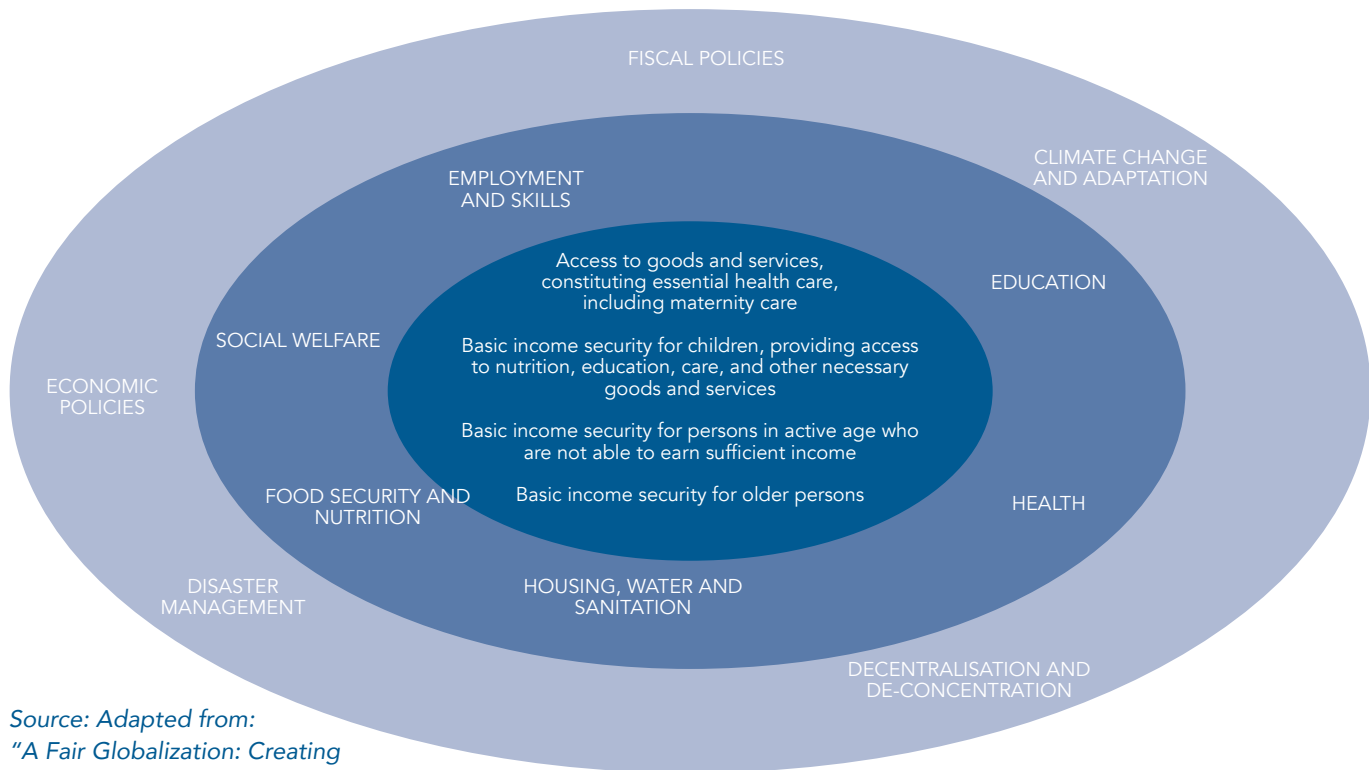 FISCAL POLICIES
CLIMATE CHANGE
AND ADAPTATION
EMPLOYMENT
AND SKILLS
Access to goods and services,
constituting essential health care,
including maternity care
EDUCATION
SOCIAL WELFARE
Basic income security for children, providing access
to nutrition, education, care, and other necessary
goods and services
ECONOMIC
POLICIES
Basic income security for persons in active age who
are not able to earn sufficient income
Basic income security for older persons
FOOD SECURITY AND
NUTRITION
HEALTH
DISASTER
MANAGEMENT
HOUSING, WATER AND
SANITATION
DECENTRALISATION AND
DE-CONCENTRATION
Source: Adapted from:
"A Fair Globalization: Creating